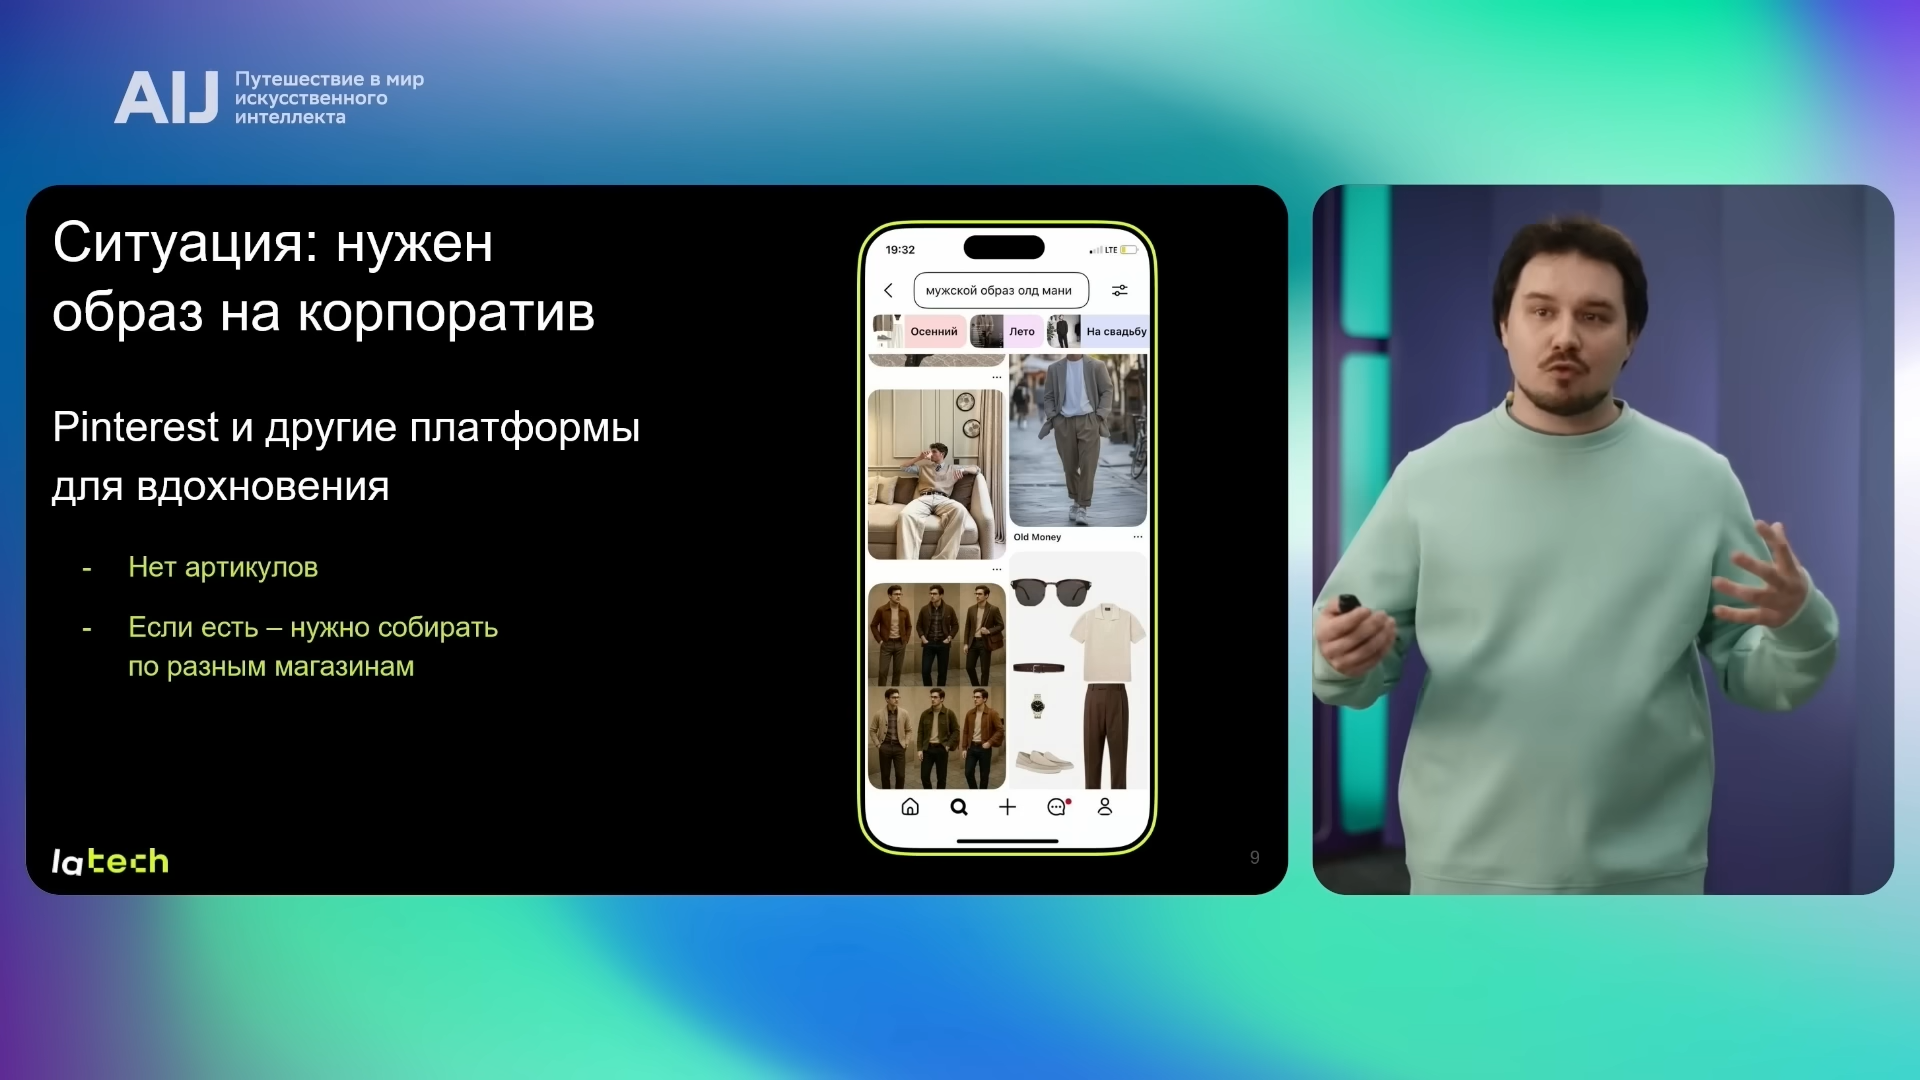 AIJ
Путешествие в мир
искусственного
интеллекта
Ситуация: нужен
образ на корпоратив
Pinterest и другие платформы
для вдохновения
- Нет артикулов
- Если есть – нужно собирать
по разным магазинам
latech
19:32
LTE
мужской образ олд мани
Осенний
Лето
На свадьбу
Old Money
9